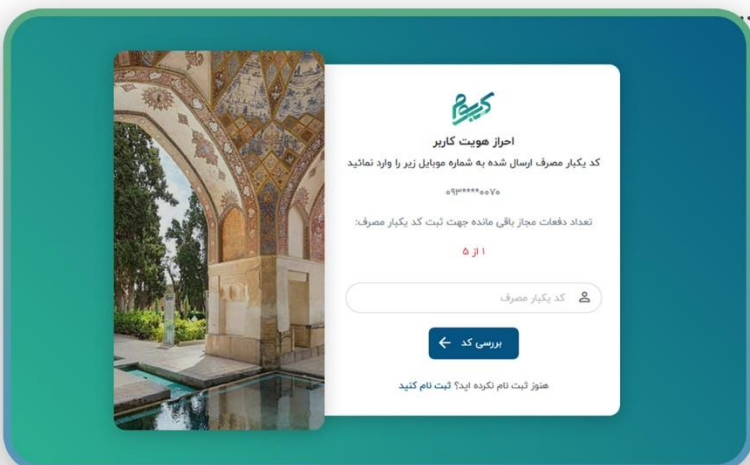 احراز هویت کاربر
کد یکبار مصرف ارسال شده به شماره موبایل زیر را وارد نمائید
۰۹۳****۰۰۷۰
تعداد دفعات مجاز باقی مانده جهت ثبت کد یکبار مصرف:
۱ از ۵
کد یکبار مصرف
بررسی کد
هنوز ثبت نام نکرده اید؟ ثبت نام کنید